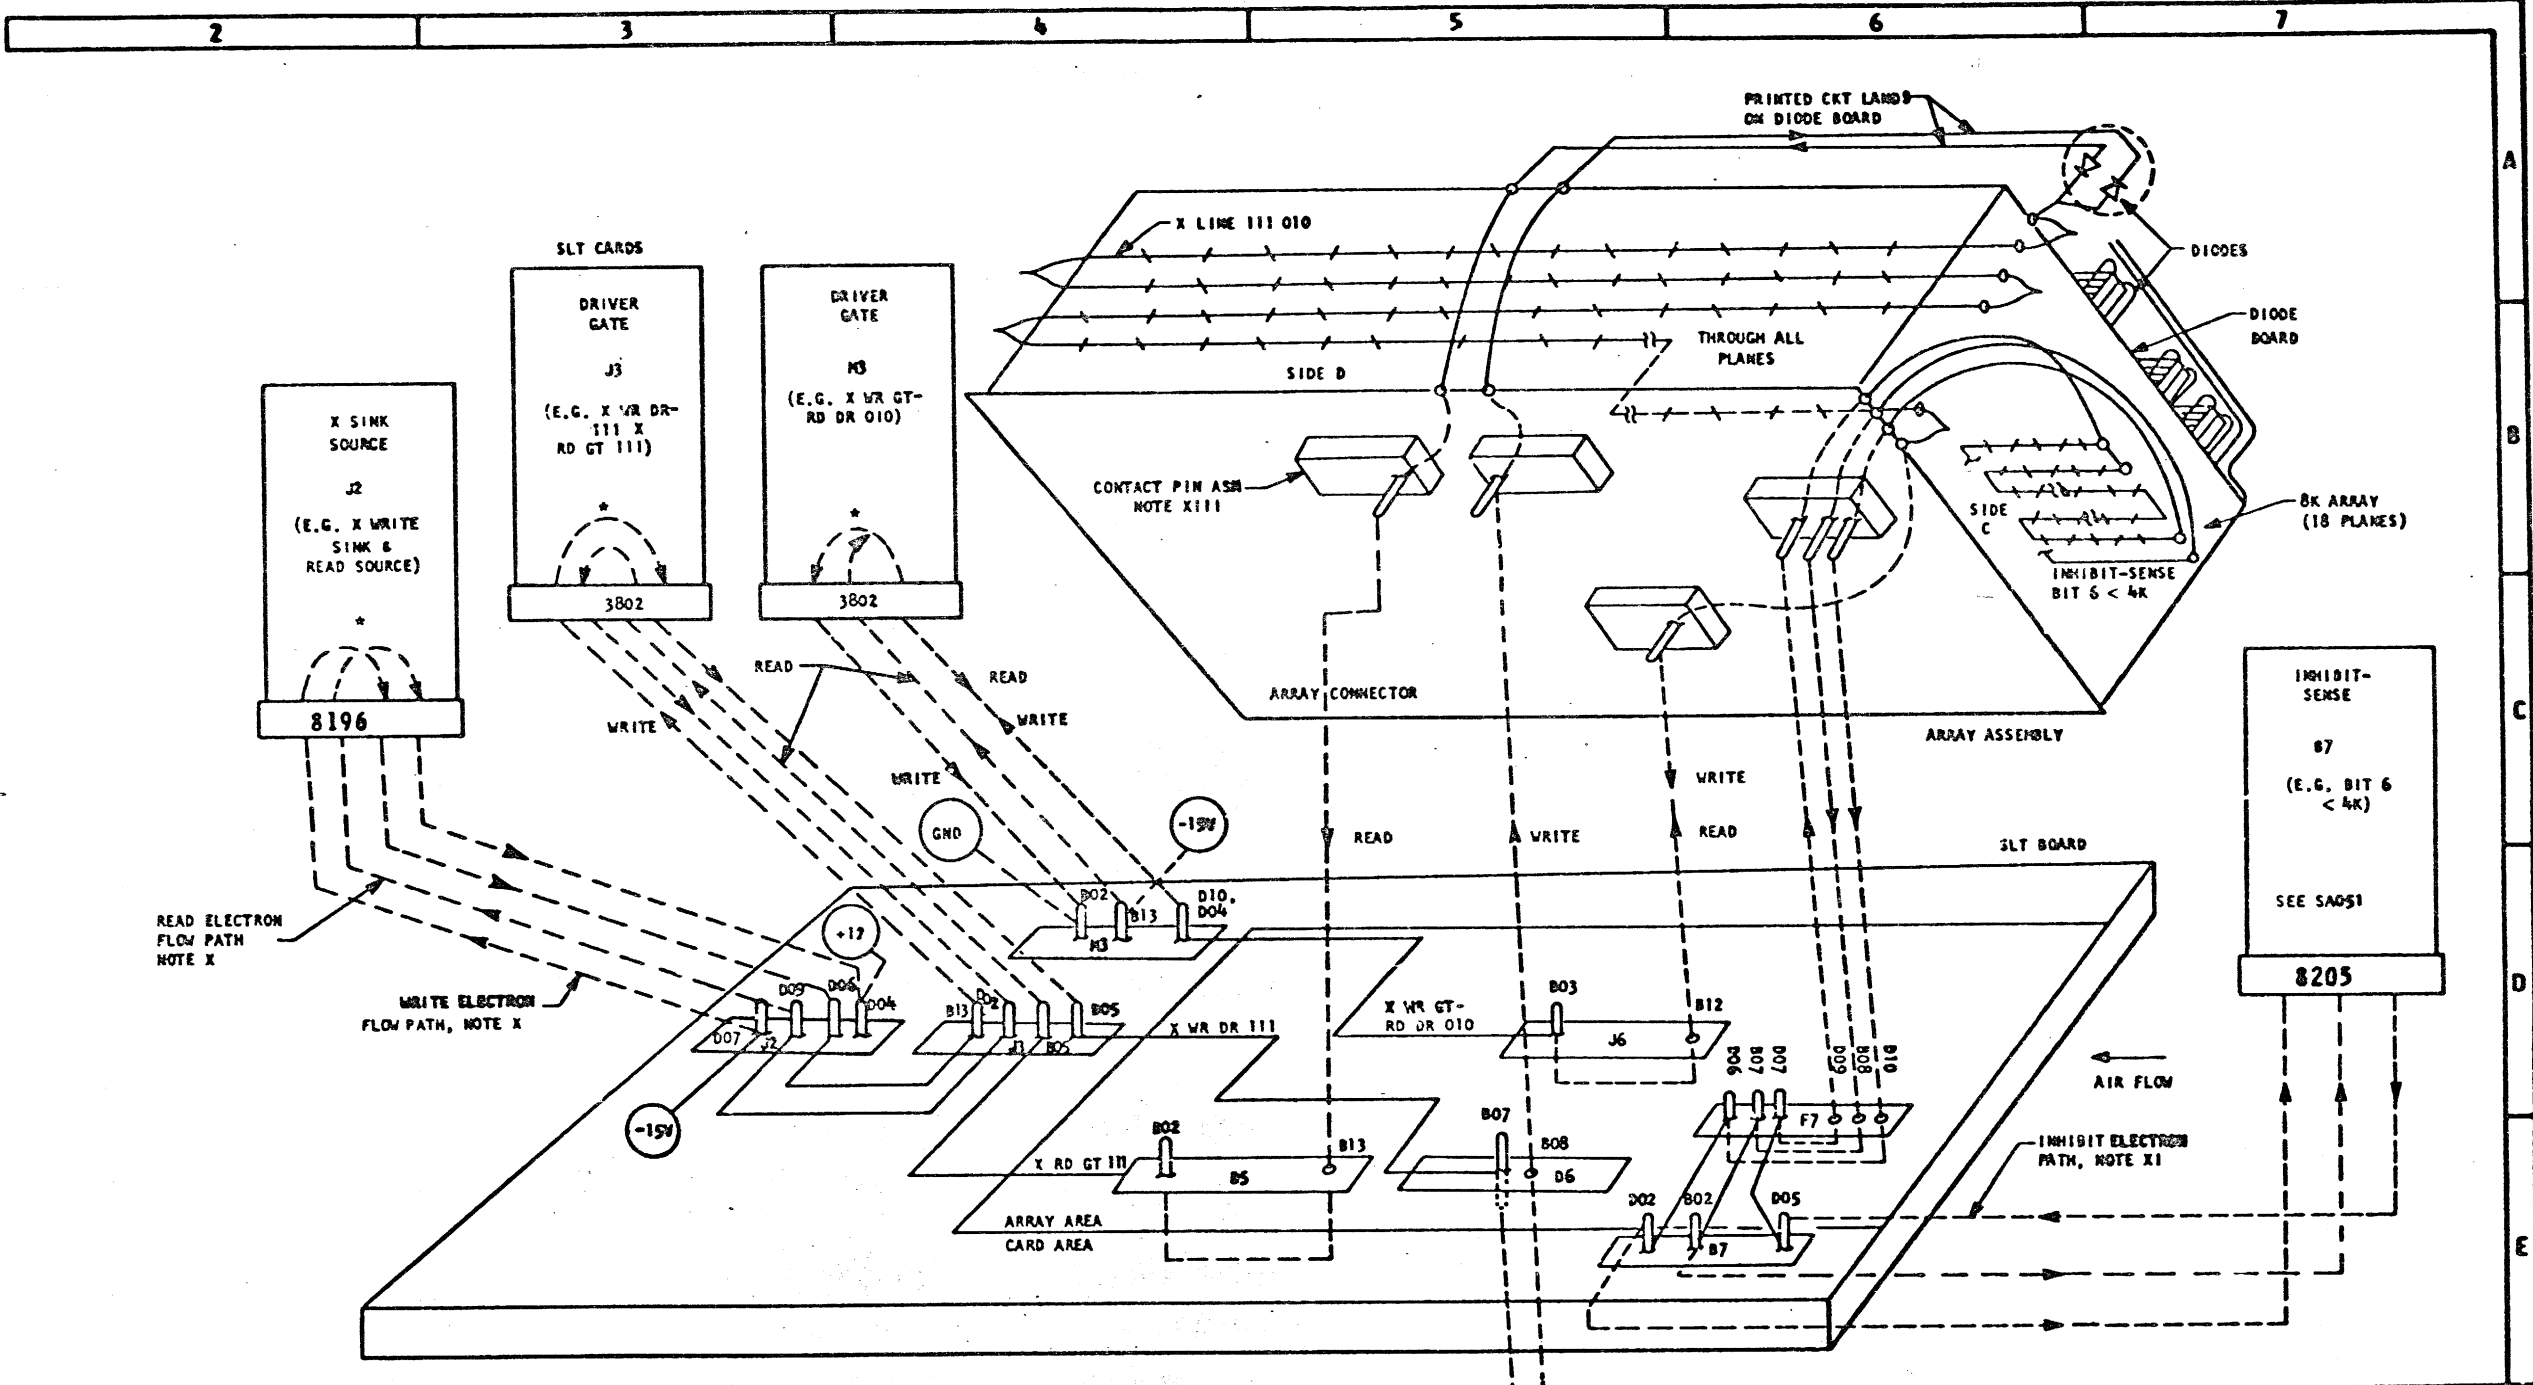 2
3
4
5
6
7
A
B
C
D
E
PRINTED CKT LANDS
ON DIODE BOARD
X LINE 111 010
DIODES
DIODE
BOARD
THROUGH ALL
PLANES
SIDE D
SIDE
C
8K ARRAY
(18 PLANES)
INHIBIT-SENSE
BIT 6 < 4K
CONTACT PIN ASM
NOTE X111
ARRAY CONNECTOR
ARRAY ASSEMBLY
SLT CARDS
X SINK
SOURCE
J2
(E.G. X WRITE
SINK &
READ SOURCE)
*
8196
DRIVER
GATE
J3
(E.G. X WR DR-
111 X
RD GT 111)
*
3802
DRIVER
GATE
M3
(E.G. X WR GT-
RD DR 010)
*
3802
INHIBIT-
SENSE
B7
(E.G. BIT 6
< 4K)
SEE SA051
8205
READ
READ
WRITE
WRITE
WRITE
READ
WRITE
WRITE
READ
GND
-15V
+12
-15V
SLT BOARD
READ ELECTRON
FLOW PATH
NOTE X
WRITE ELECTRON
FLOW PATH, NOTE X
D02
B13
D10,
D04
M3
D09
D06
D04
D07
J2
B13
D02
D05
J3
B05
X WR DR 111
X WR GT-
RD DR 010
B03
B12
J6
D06
B07
D07
D09
B08
D10
F7
AIR FLOW
B02
B13
X RD GT 111
B5
B07
B08
D6
INHIBIT ELECTRON
PATH, NOTE X1
D02
B02
D05
B7
ARRAY AREA
CARD AREA